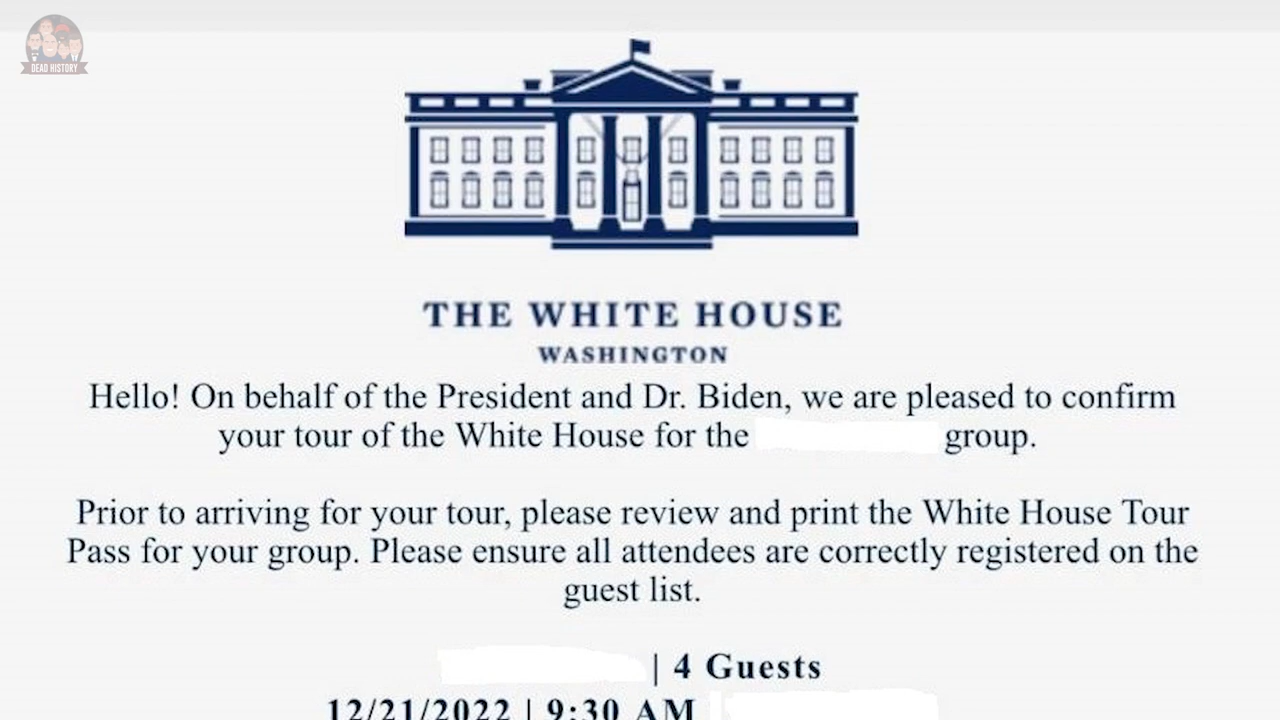 DEAD HISTORY
THE WHITE HOUSE
WASHINGTON
Hello! On behalf of the President and Dr. Biden, we are pleased to confirm
your tour of the White House for the group.
Prior to arriving for your tour, please review and print the White House Tour
Pass for your group. Please ensure all attendees are correctly registered on the
guest list.
| 4 Guests
12/21/2022 | 9:30 AM |